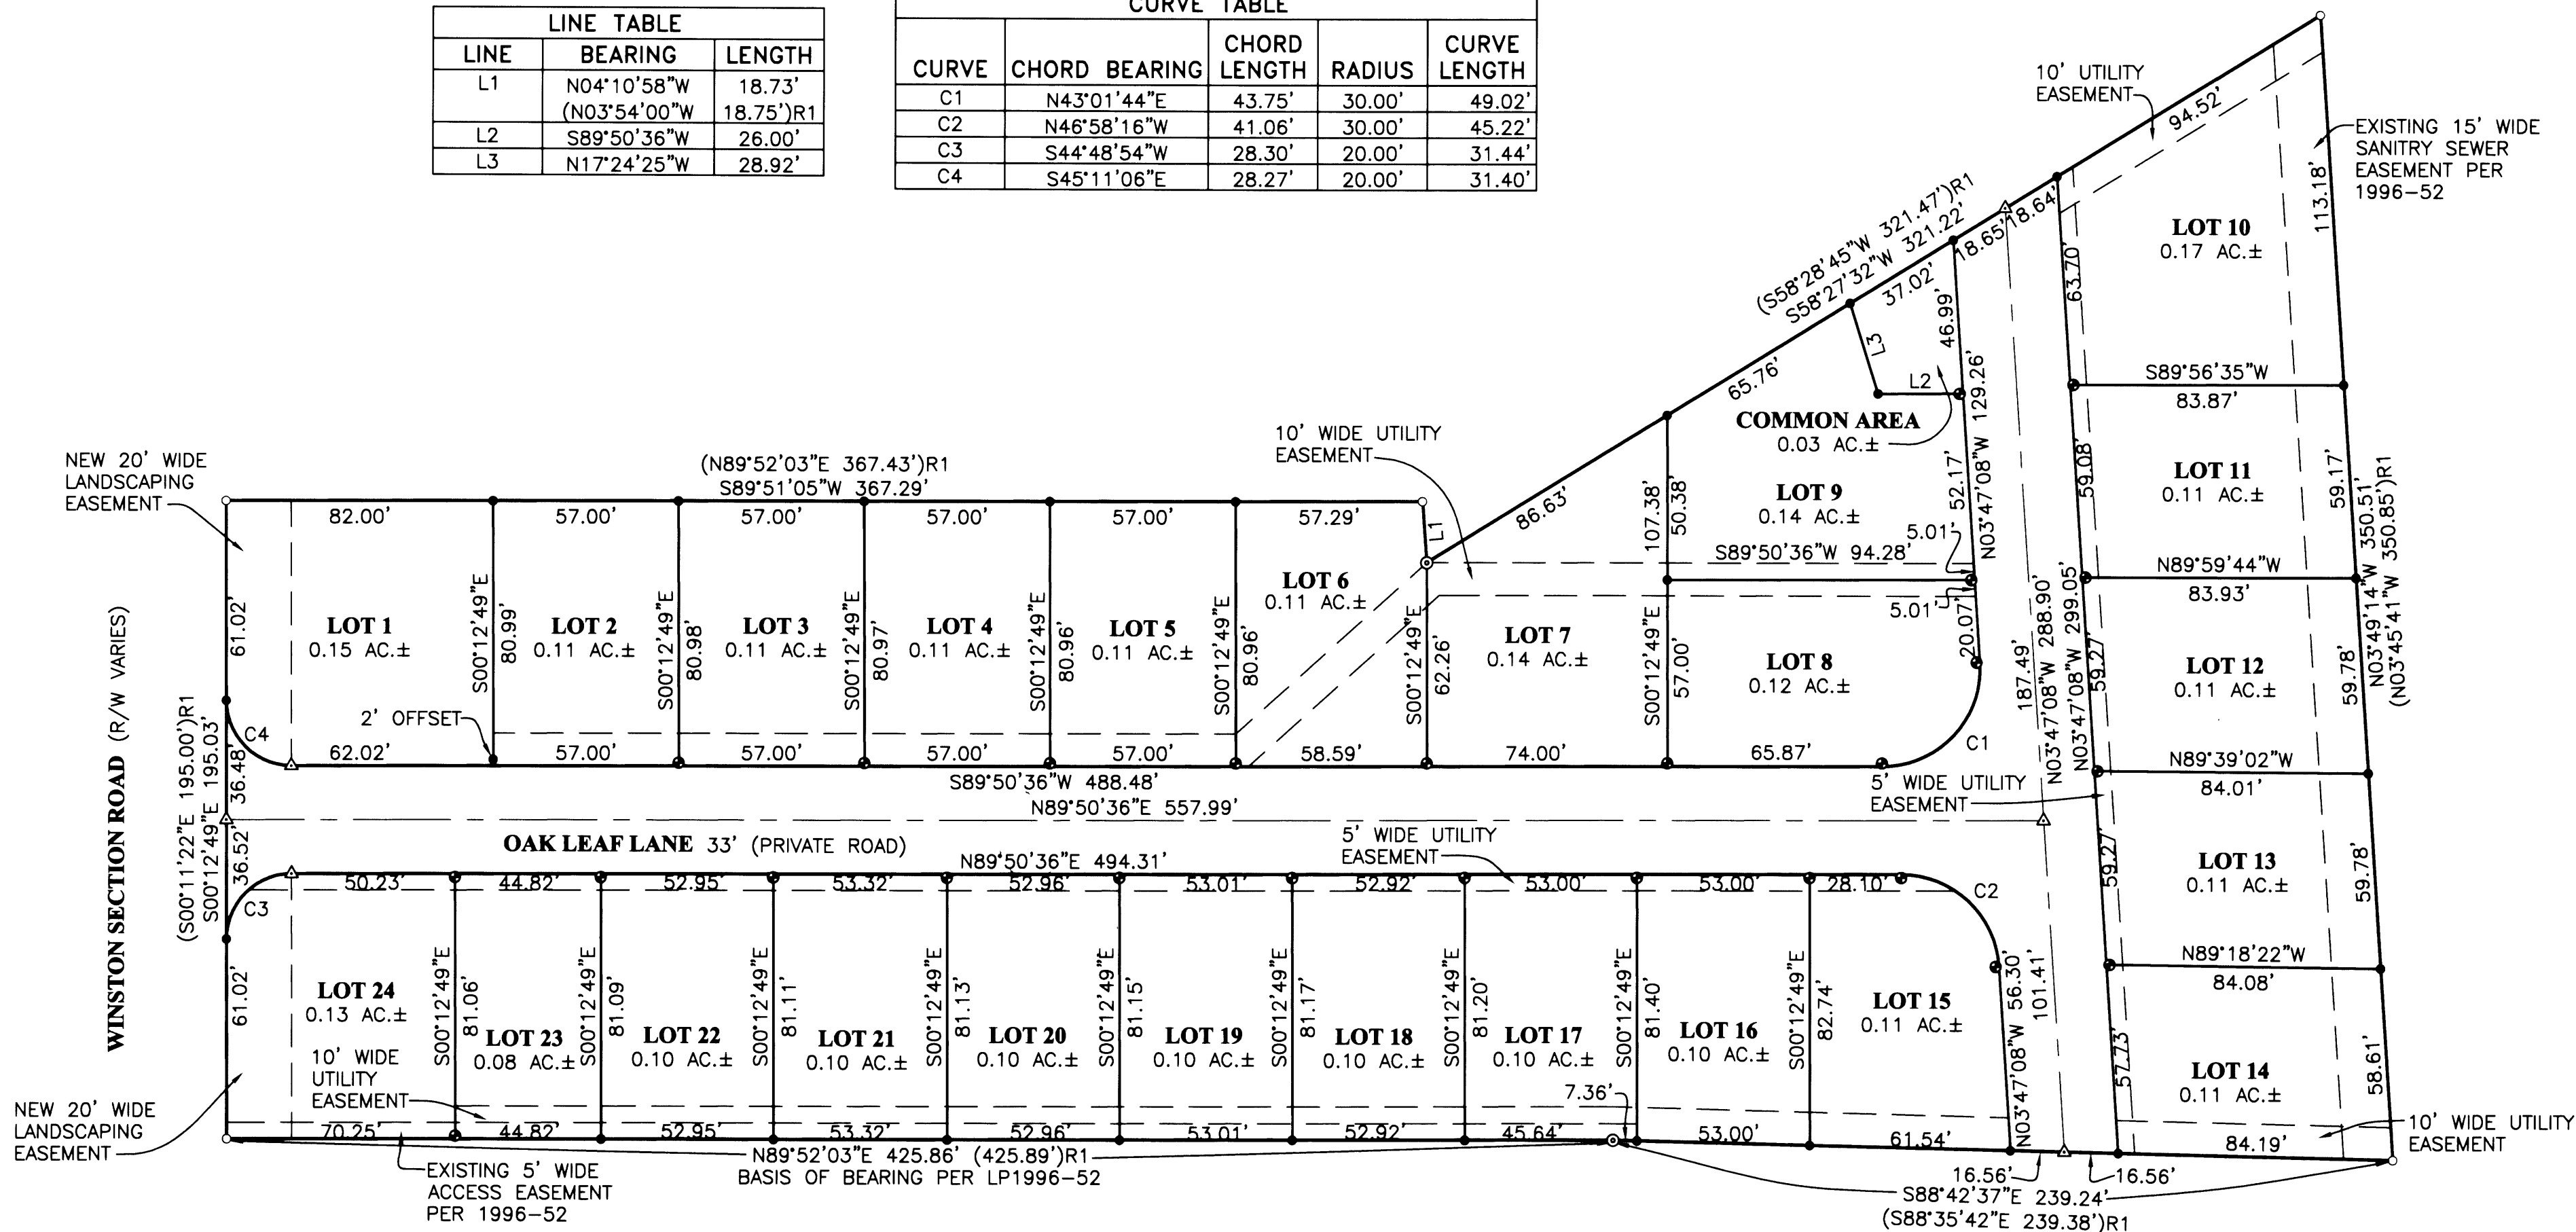 LINE TABLE
LINE BEARING LENGTH
L1 N04°10'58"W 18.73'
(N03°54'00"W 18.75')R1
L2 S89°50'36"W 26.00'
L3 N17°24'25"W 28.92'
CURVE TABLE
CURVE CHORD BEARING CHORD LENGTH RADIUS CURVE LENGTH
C1 N43°01'44"E 43.75' 30.00' 49.02'
C2 N46°58'16"W 41.06' 30.00' 45.22'
C3 S44°48'54"W 28.30' 20.00' 31.44'
C4 S45°11'06"E 28.27' 20.00' 31.40'
10' UTILITY
EASEMENT
94.52'
EXISTING 15' WIDE
SANITRY SEWER
EASEMENT PER
1996-52
113.18'
LOT 10
0.17 AC.±
63.70'
(S58°28'45"W 321.47')R1
S58°27'32"W 321.22'
18.65'
18.64'
37.02'
46.99'
L3
L2
65.76'
129.26'
COMMON AREA
0.03 AC.±
S89°56'35"W
83.87'
10' WIDE UTILITY
EASEMENT
86.63'
NEW 20' WIDE
LANDSCAPING
EASEMENT
(N89°52'03"E 367.43')R1
S89°51'05"W 367.29'
82.00'
57.00'
57.00'
57.00'
57.00'
57.29'
L1
107.38'
50.38'
LOT 9
0.14 AC.±
52.17'
N03°47'08"W 129.26'
5.01'
S89°50'36"W 94.28'
59.08'
LOT 11
0.11 AC.±
59.17'
N89°59'44"W
83.93'
N03°49'14"W 350.51'
(N03°45'41"W 350.85')R1
WINSTON SECTION ROAD (R/W VARIES)
61.02'
LOT 1
0.15 AC.±
S00°12'49"E
80.99'
LOT 2
0.11 AC.±
S00°12'49"E
80.98'
LOT 3
0.11 AC.±
S00°12'49"E
80.97'
LOT 4
0.11 AC.±
S00°12'49"E
80.96'
LOT 5
0.11 AC.±
S00°12'49"E
80.96'
LOT 6
0.11 AC.±
S00°12'49"E
62.26'
LOT 7
0.14 AC.±
S00°12'49"E
57.00'
LOT 8
0.12 AC.±
5.01'
20.07'
187.49'
N03°47'08"W 288.90'
N03°47'08"W 299.05'
59.27'
LOT 12
0.11 AC.±
59.78'
N89°39'02"W
84.01'
2' OFFSET
C4
62.02'
57.00'
57.00'
57.00'
57.00'
58.59'
74.00'
65.87'
C1
S89°50'36"W 488.48'
N89°50'36"E 557.99'
5' WIDE UTILITY
EASEMENT
(S00°11'22"E 195.00')R1
S00°12'49"E 195.03'
36.48'
36.52'
OAK LEAF LANE 33' (PRIVATE ROAD)
5' WIDE UTILITY
EASEMENT
N89°50'36"E 494.31'
59.27'
LOT 13
0.11 AC.±
59.78'
N89°18'22"W
84.08'
C3
50.23'
44.82'
52.95'
53.32'
52.96'
53.01'
52.92'
53.00'
53.00'
28.10'
C2
61.02'
LOT 24
0.13 AC.±
S00°12'49"E
81.06'
LOT 23
0.08 AC.±
S00°12'49"E
81.09'
LOT 22
0.10 AC.±
S00°12'49"E
81.11'
LOT 21
0.10 AC.±
S00°12'49"E
81.13'
LOT 20
0.10 AC.±
S00°12'49"E
81.15'
LOT 19
0.10 AC.±
S00°12'49"E
81.17'
LOT 18
0.10 AC.±
S00°12'49"E
81.20'
LOT 17
0.10 AC.±
S00°12'49"E
81.40'
LOT 16
0.10 AC.±
S00°12'49"E
82.74'
LOT 15
0.11 AC.±
N03°47'08"W 56.30'
101.41'
57.73'
LOT 14
0.11 AC.±
58.61'
10' WIDE
UTILITY
EASEMENT
7.36'
NEW 20' WIDE
LANDSCAPING
EASEMENT
70.25'
44.82'
52.95'
53.32'
52.96'
53.01'
52.92'
45.64'
53.00'
61.54'
84.19'
10' WIDE UTILITY
EASEMENT
N89°52'03"E 425.86' (425.89')R1
BASIS OF BEARING PER LP1996-52
EXISTING 5' WIDE
ACCESS EASEMENT
PER 1996-52
16.56'
16.56'
S88°42'37"E 239.24'
(S88°35'42"E 239.38')R1